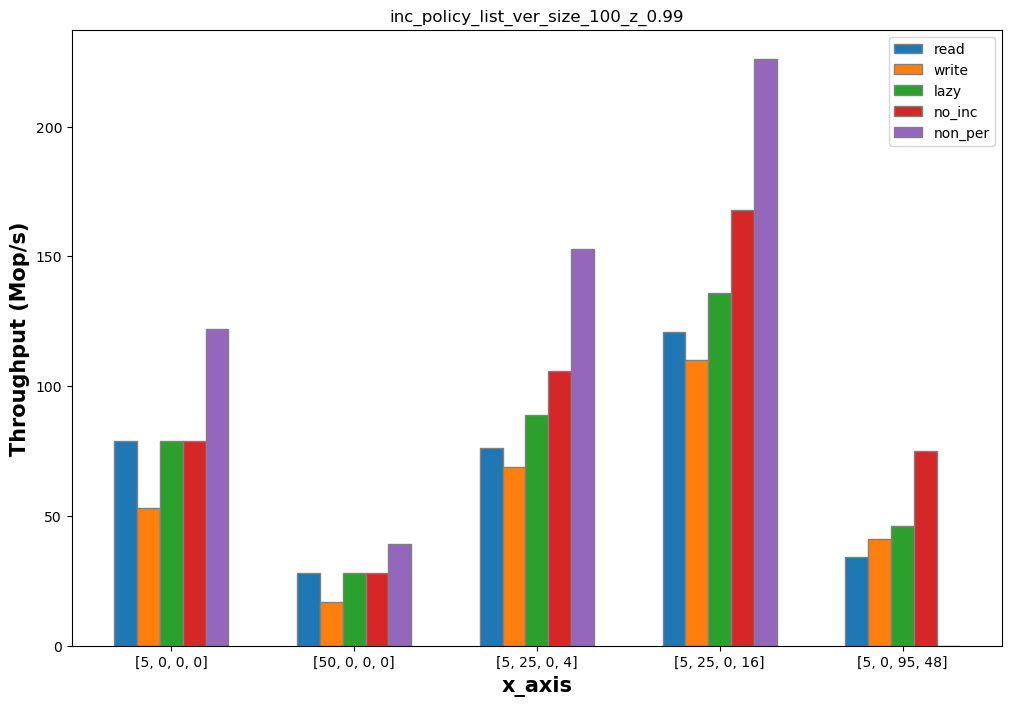 inc_policy_list_ver_size_100_z_0.99
read
write
lazy
no_inc
non_per
Throughput (Mop/s)
200
150
100
50
0
[5, 0, 0, 0] [50, 0, 0, 0] [5, 25, 0, 4] [5, 25, 0, 16] [5, 0, 95, 48]
x_axis